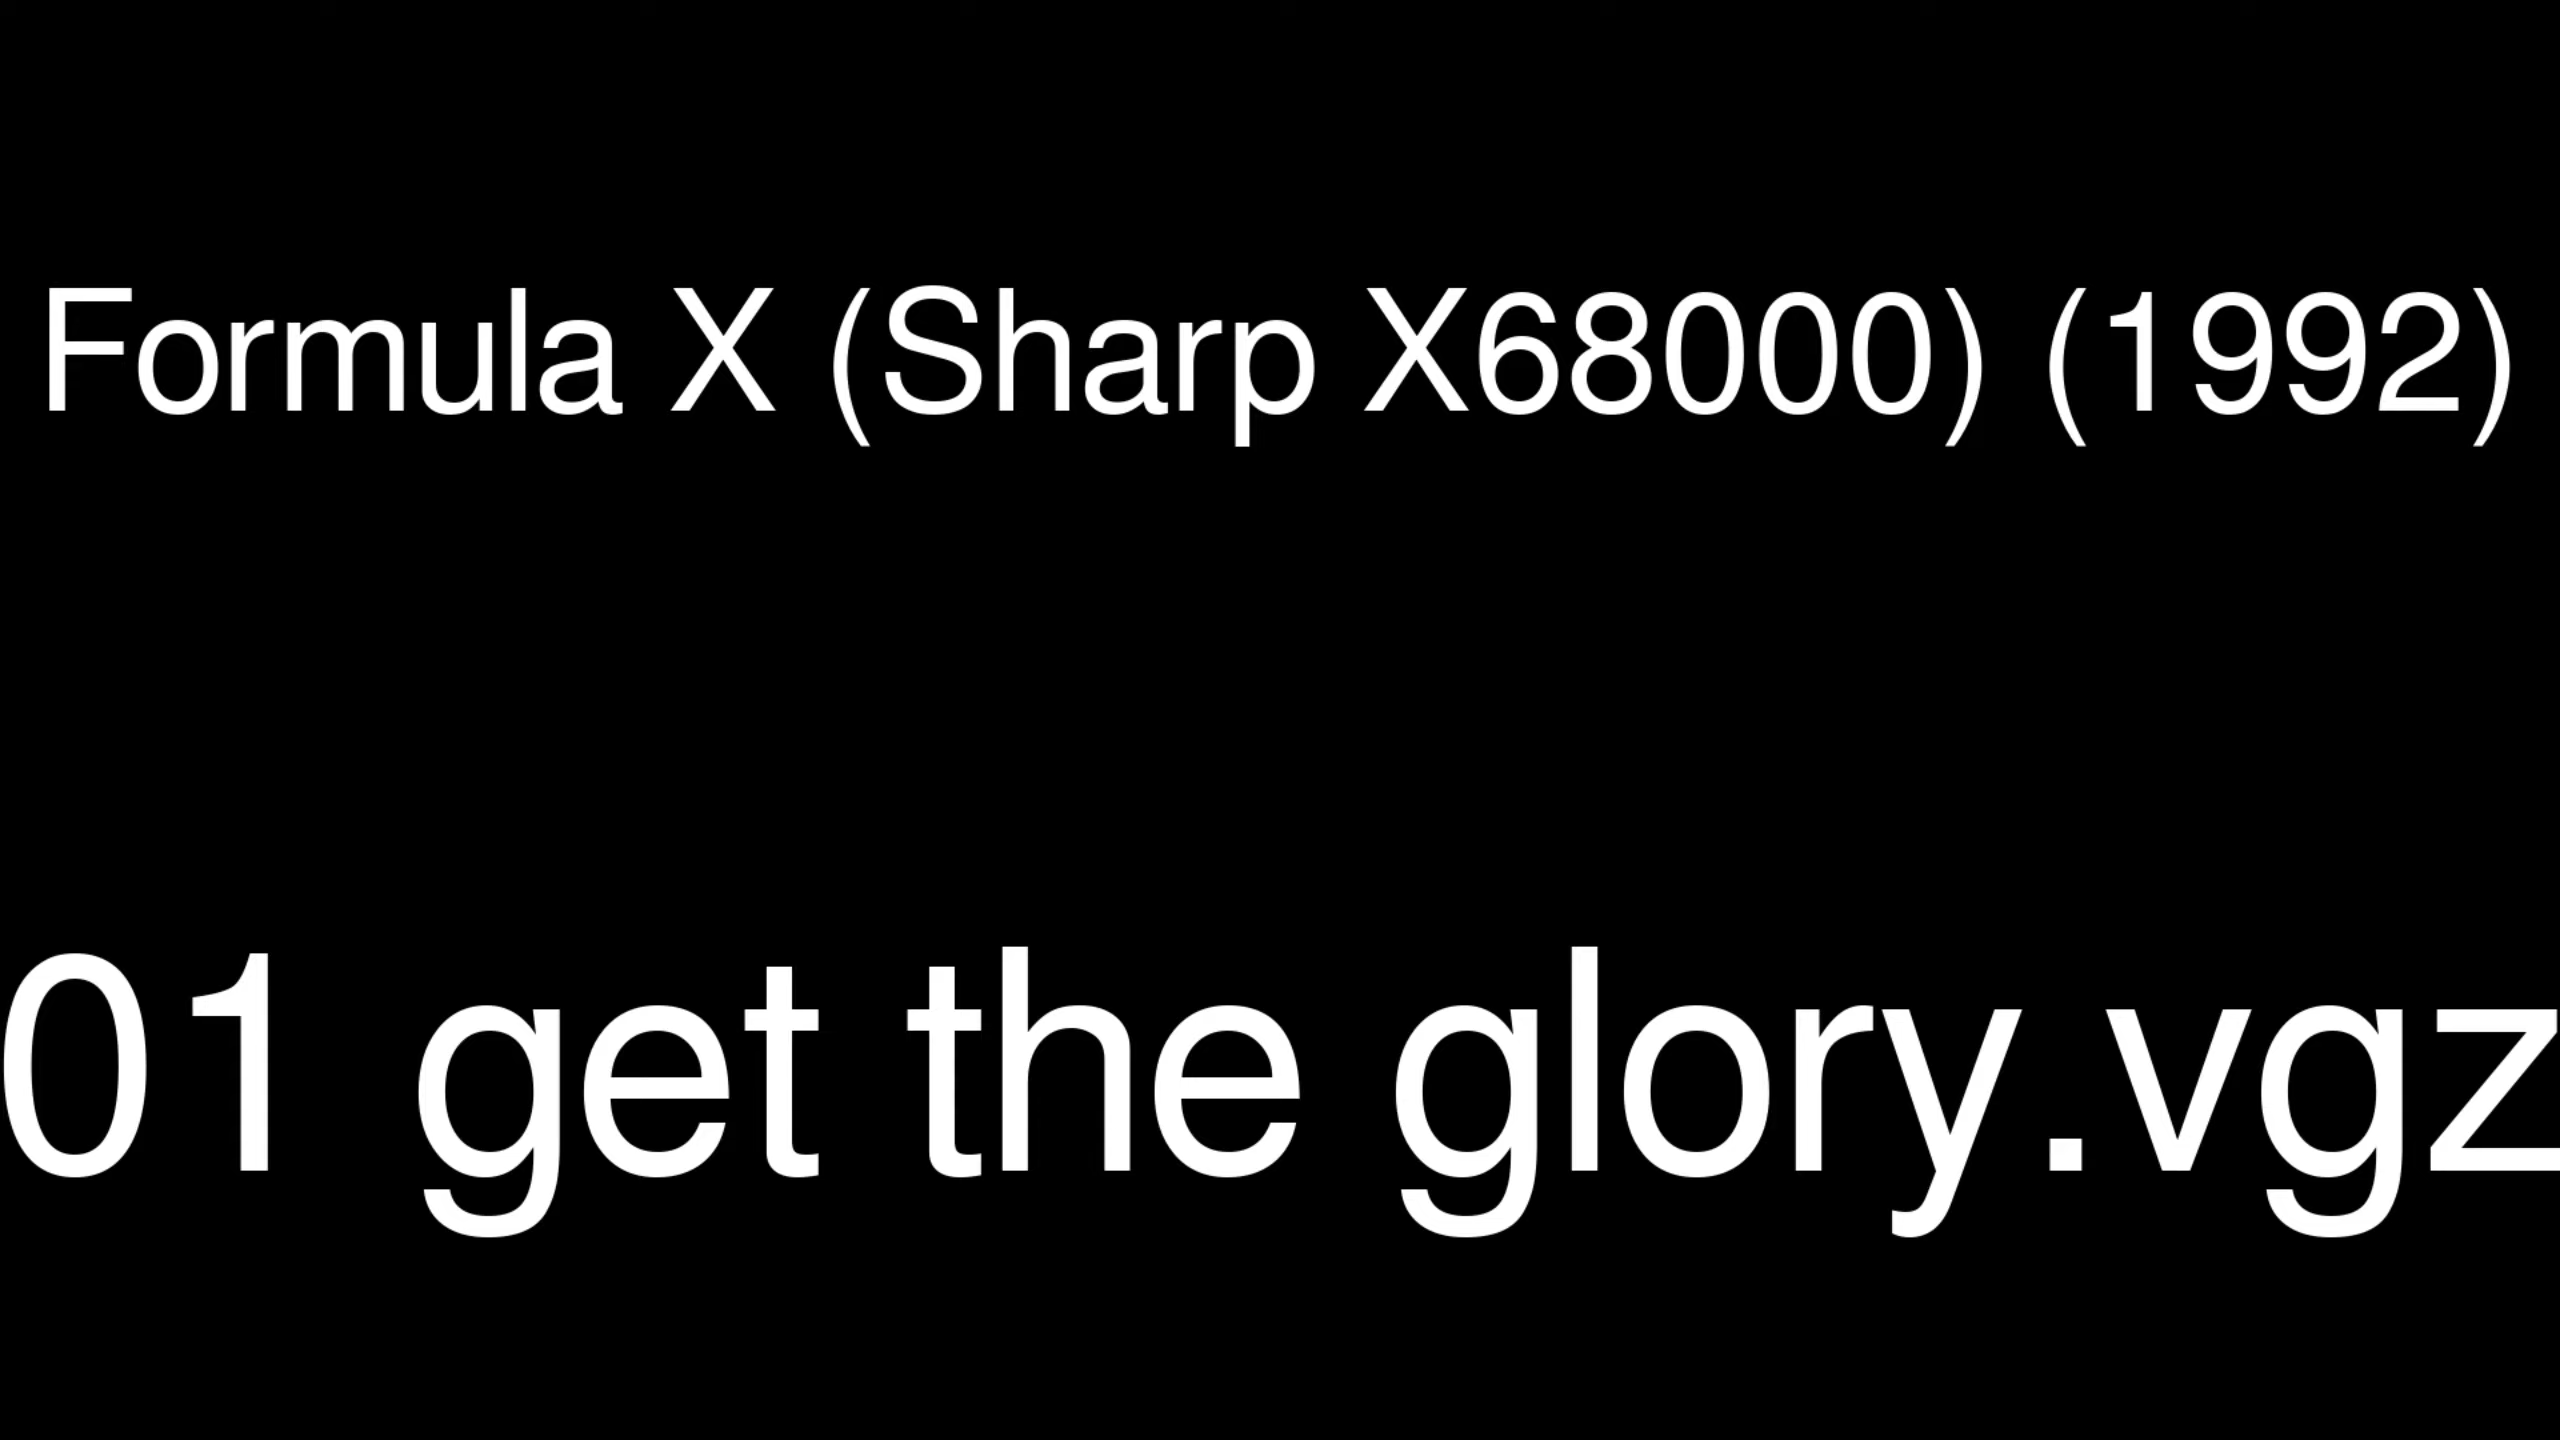 Formula X (Sharp X68000) (1992)
01 get the glory.vgz